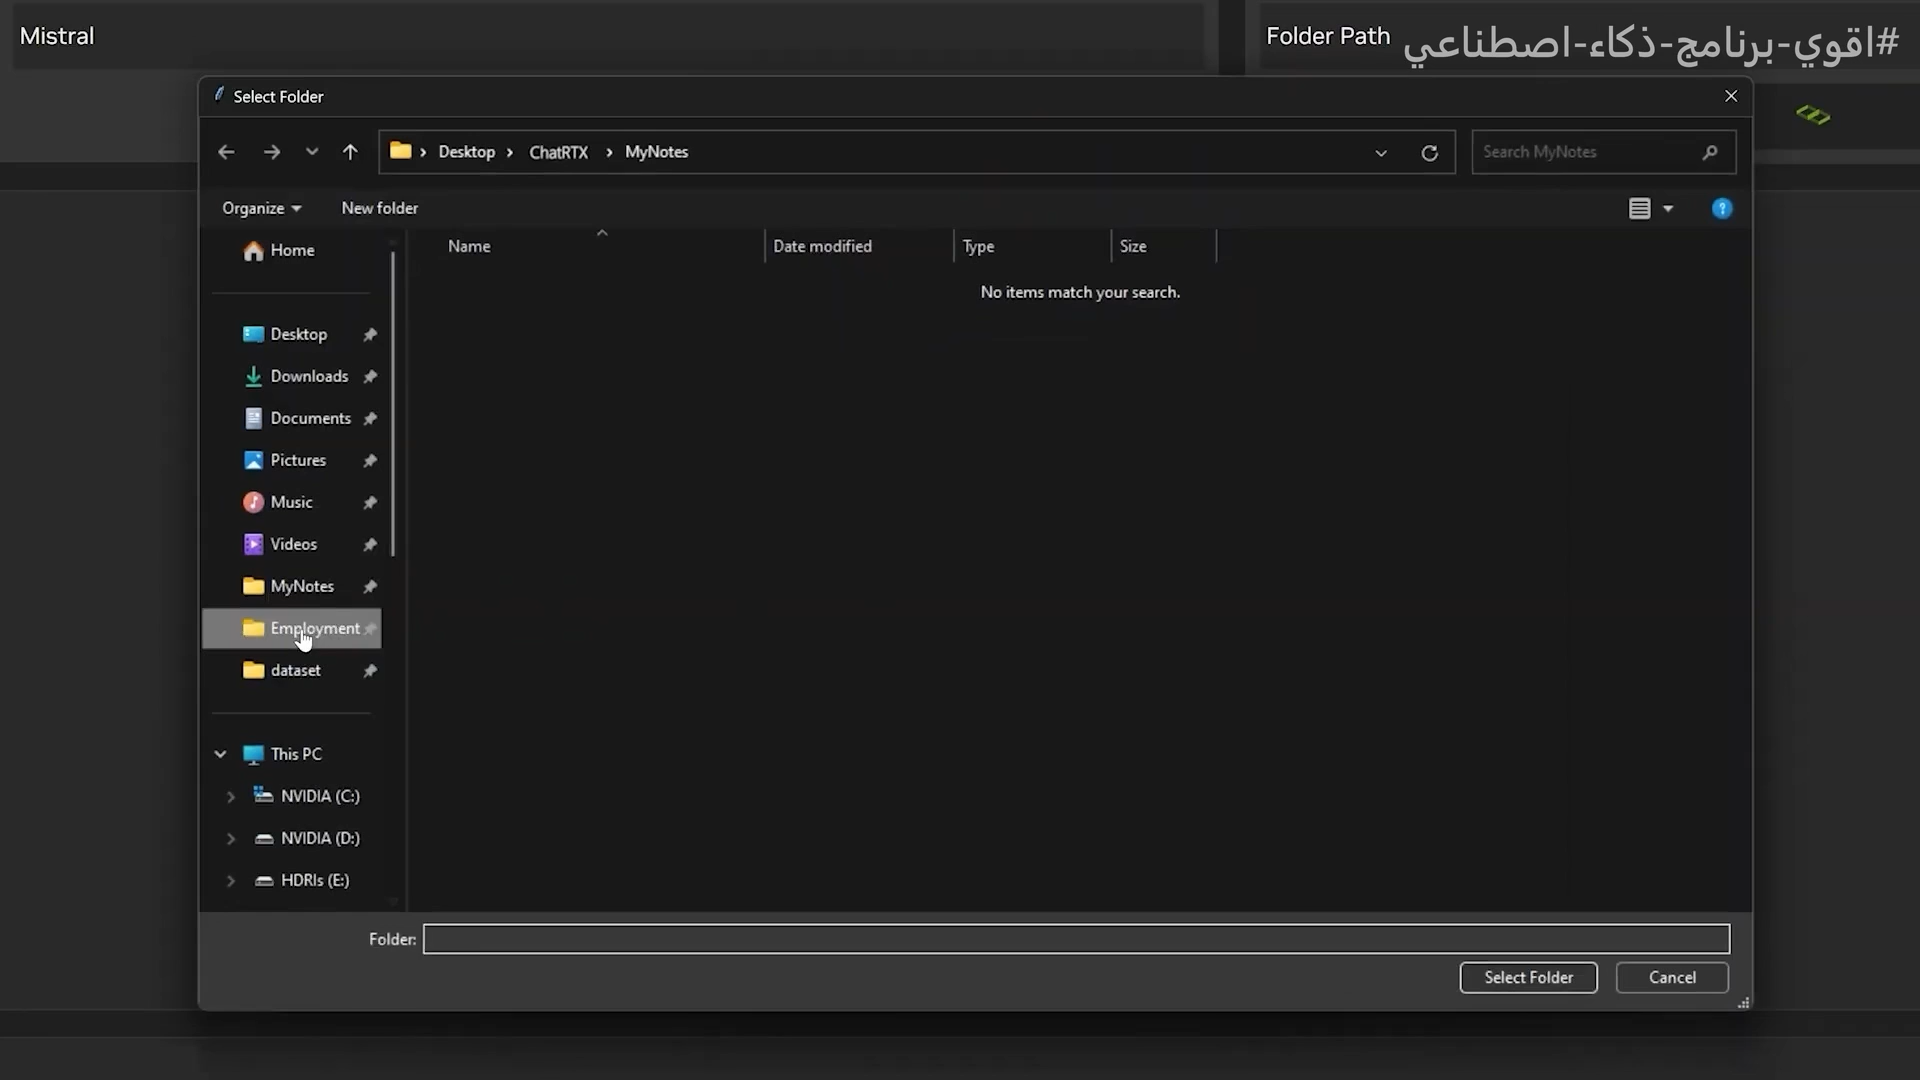 Mistral
Folder Path
#اقوي-برنامج-ذكاء-اصطناعي
Select Folder
Desktop > ChatRTX > MyNotes
Search MyNotes
Organize
New folder
Name
Date modified
Type
Size
No items match your search.
Home
Desktop
Downloads
Documents
Pictures
Music
Videos
MyNotes
Employment
dataset
This PC
NVIDIA (C:)
NVIDIA (D:)
HDRIs (E:)
Folder:
Select Folder
Cancel